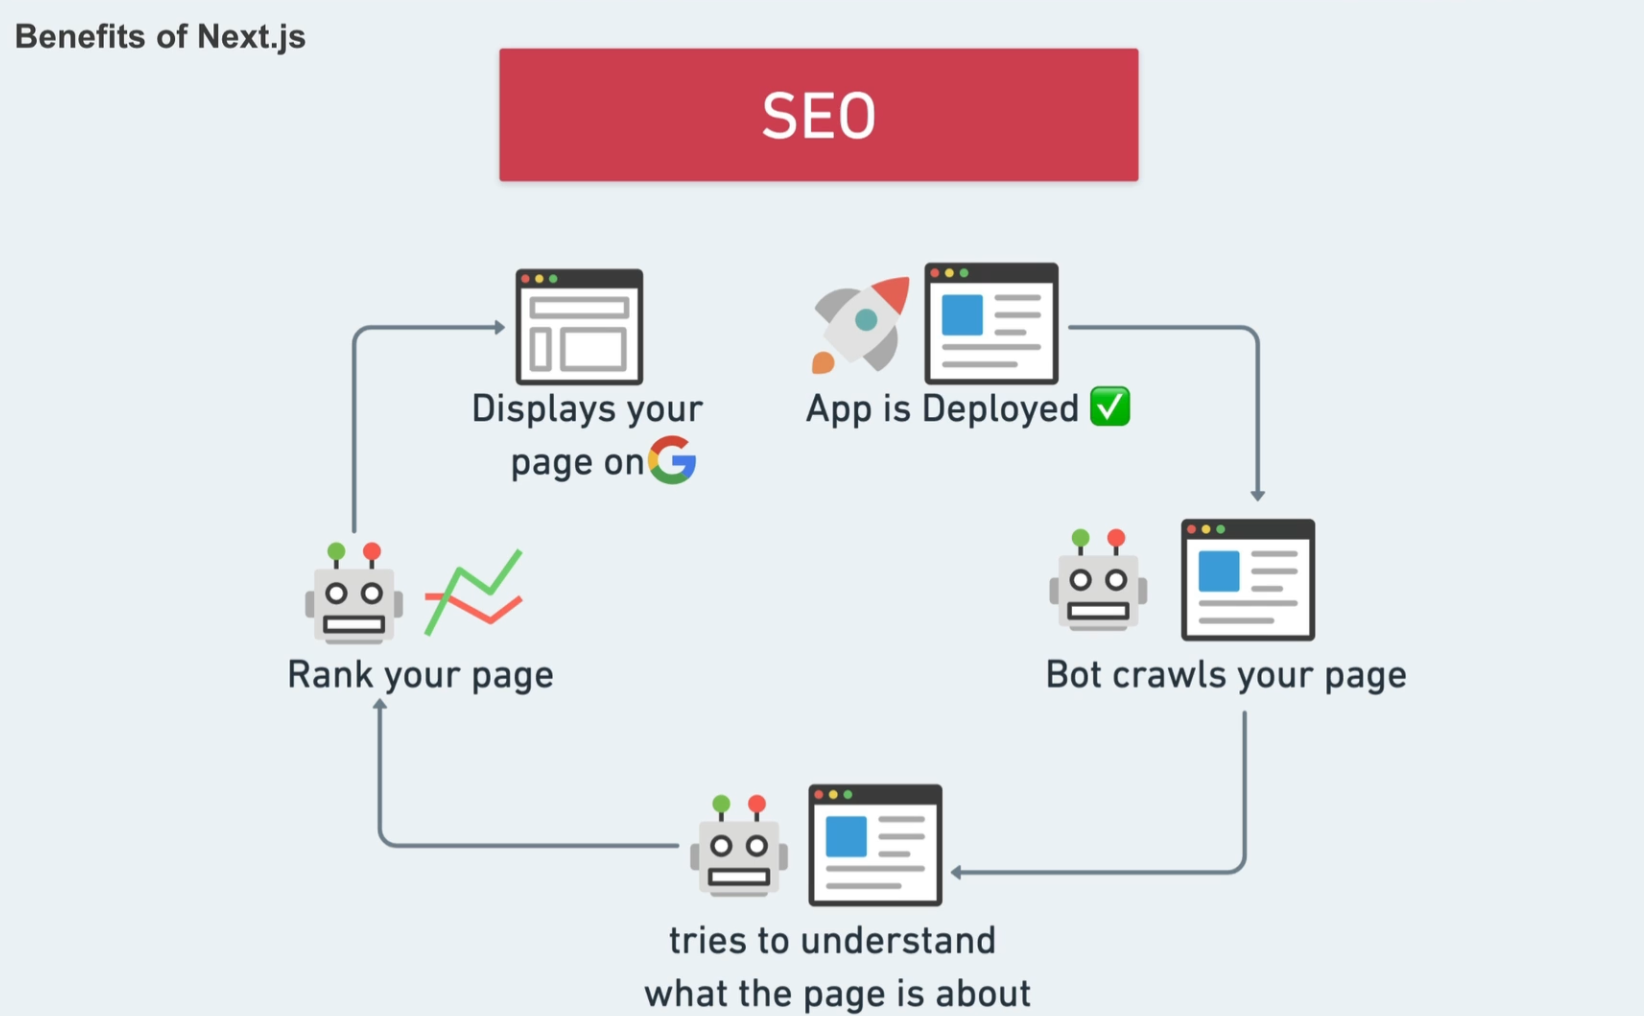 Benefits of Next.js
SEO
App is Deployed
Bot crawls your page
tries to understand
what the page is about
Rank your page
Displays your
page on